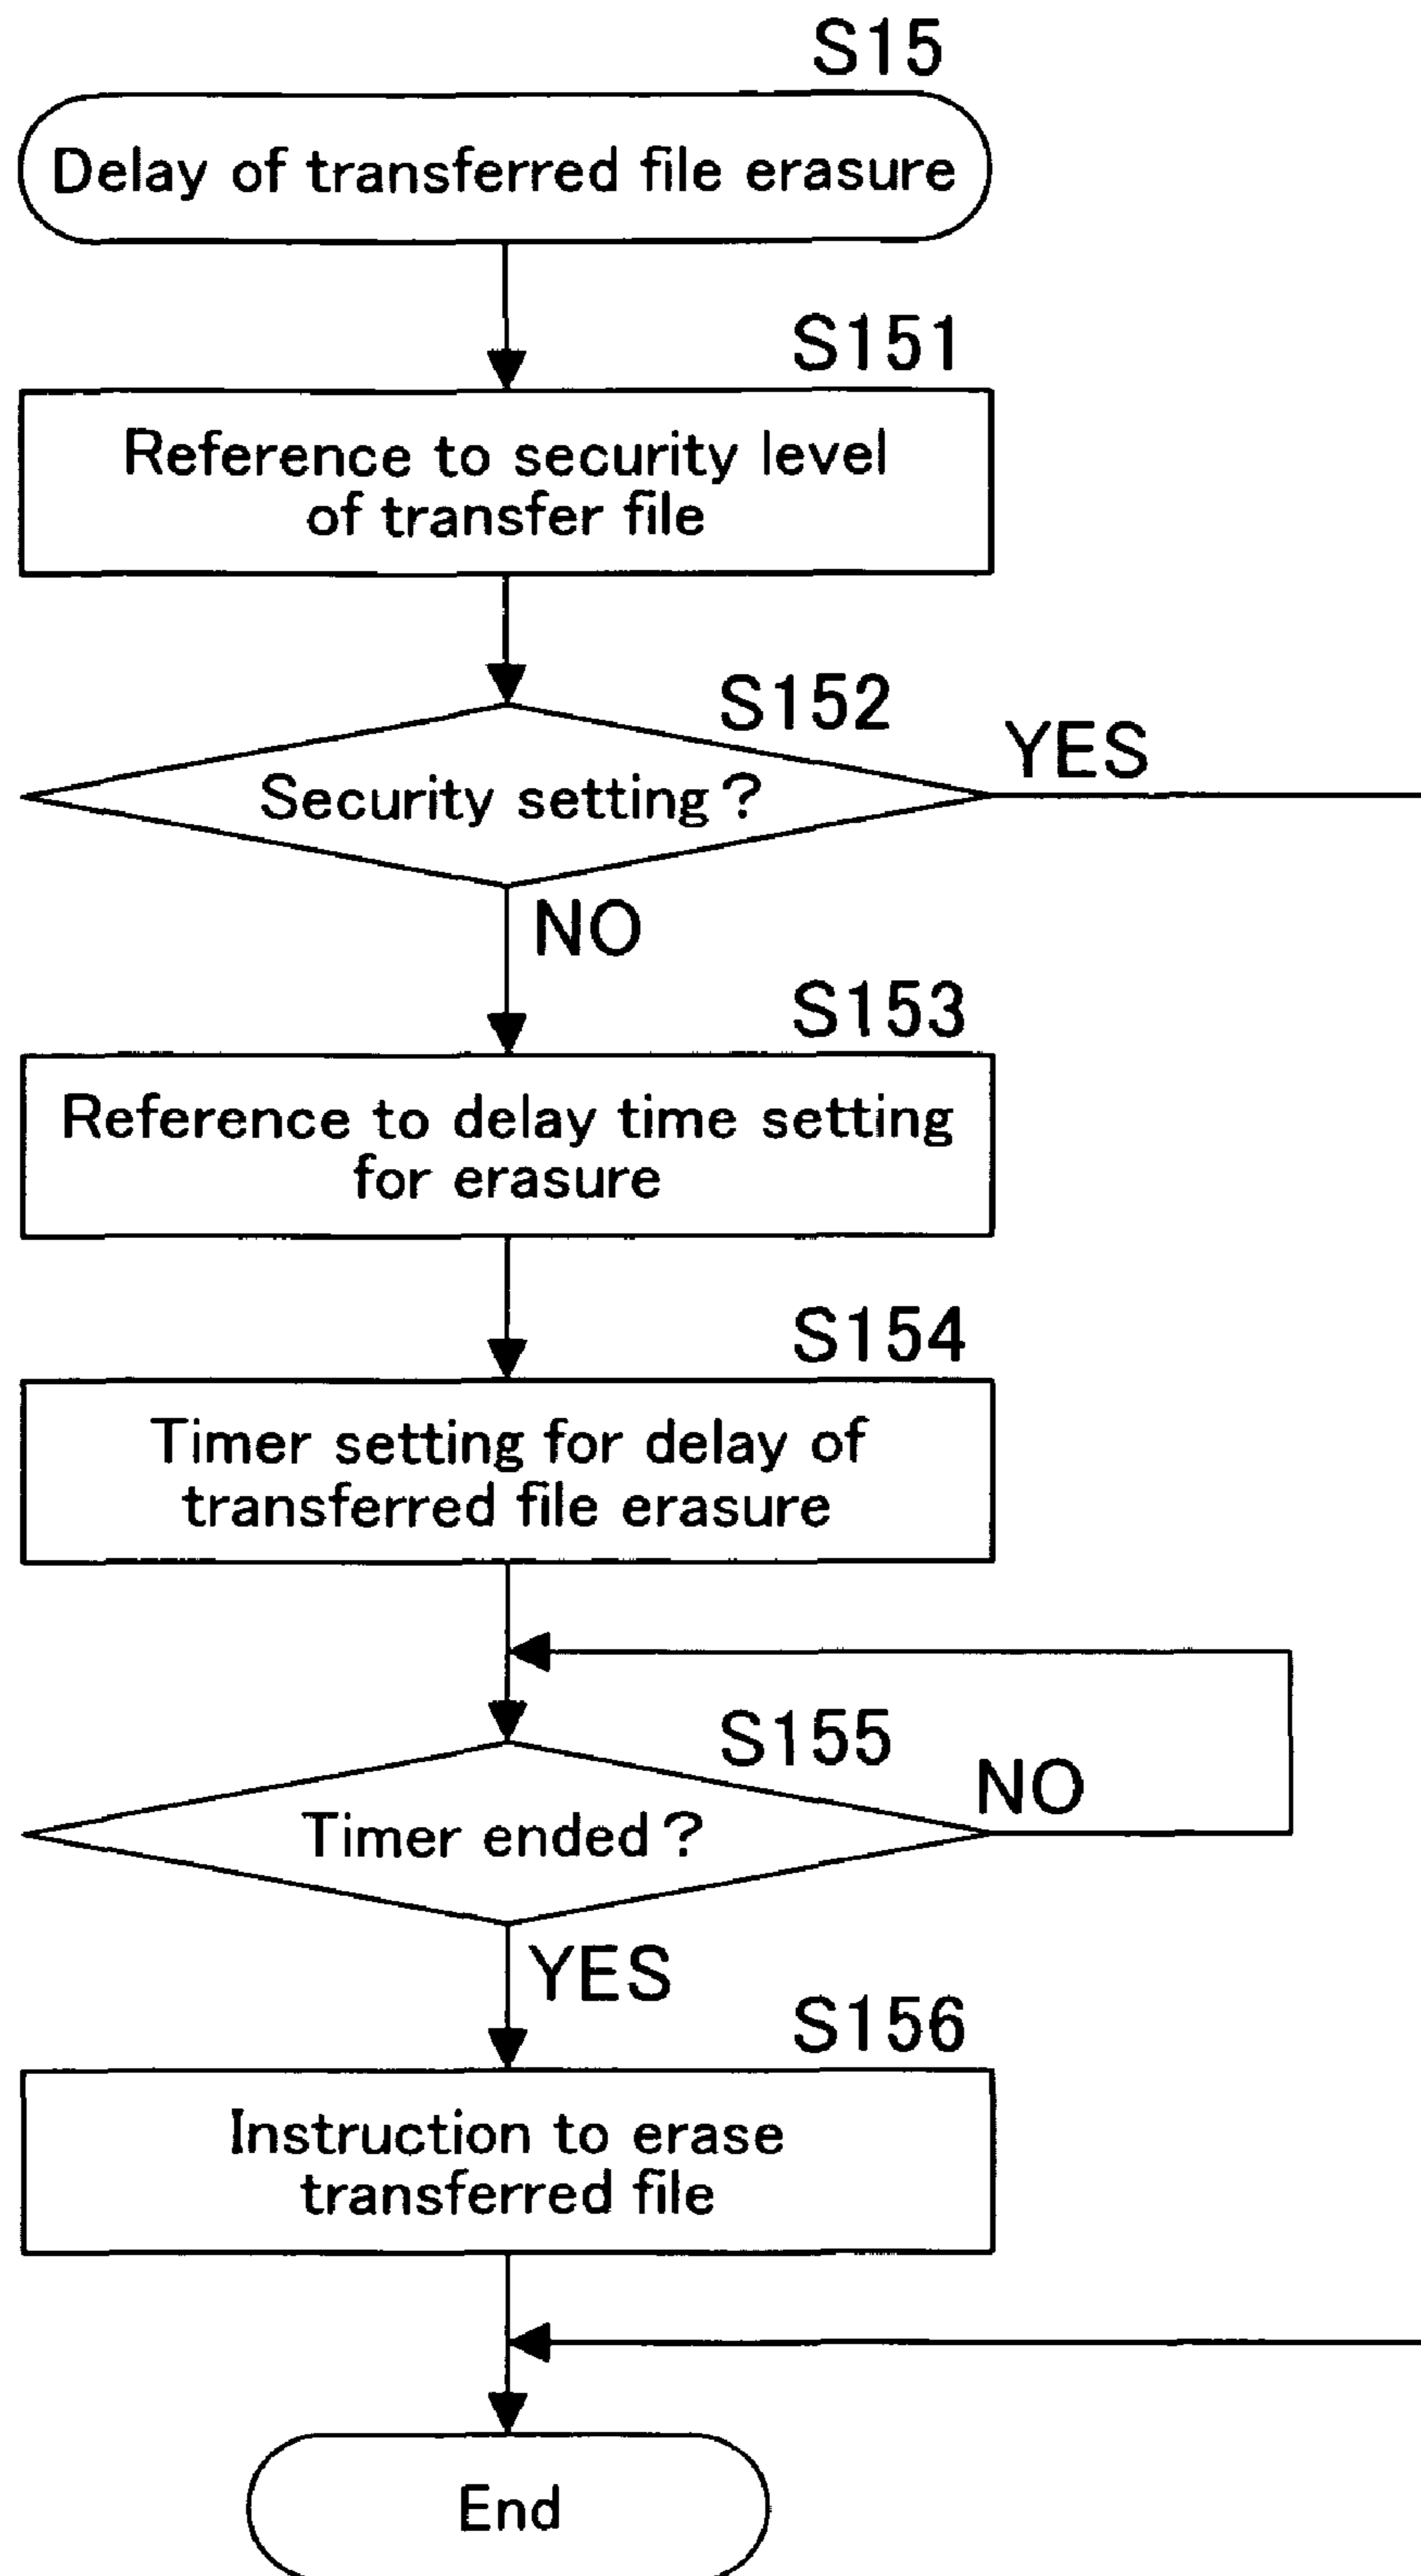 S15
Delay of transferred file erasure
S151
Reference to security level
of transfer file
S152
Security setting?
YES
NO
S153
Reference to delay time setting
for erasure
S154
Timer setting for delay of
transferred file erasure
S155
Timer ended?
NO
YES
S156
Instruction to erase
transferred file
End